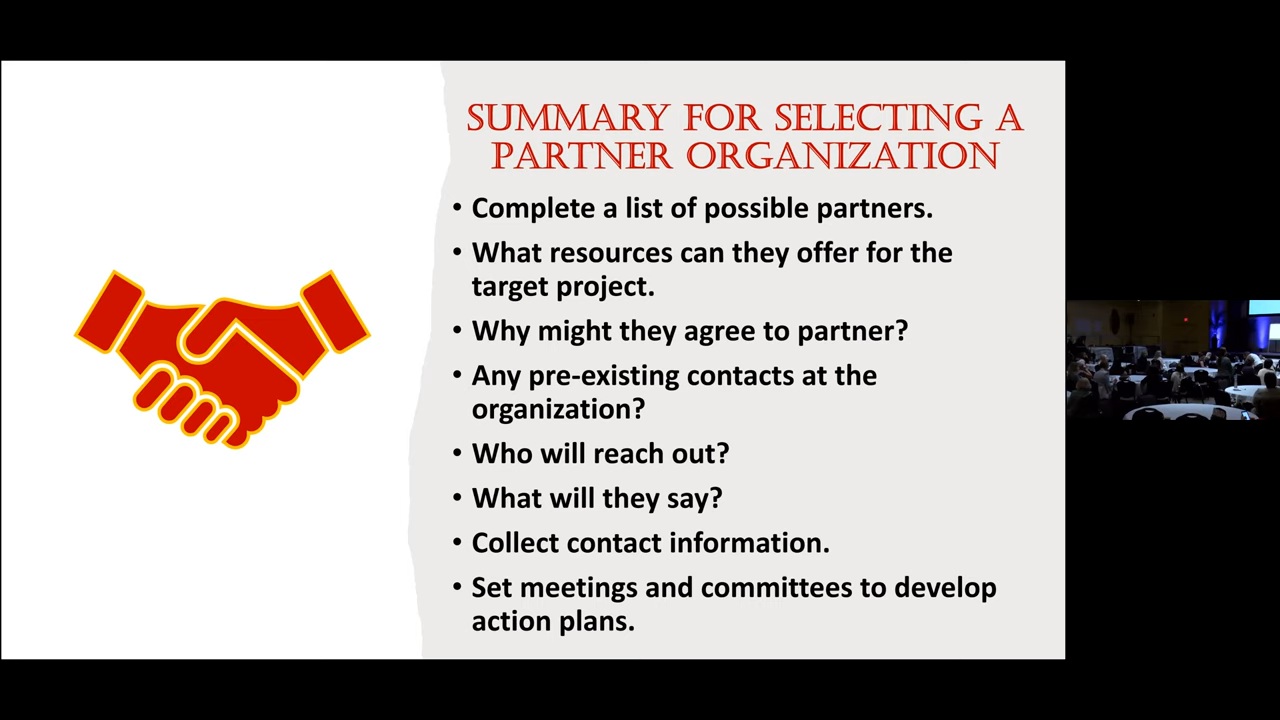 SUMMARY FOR SELECTING A
PARTNER ORGANIZATION
• Complete a list of possible partners.
• What resources can they offer for the
target project.
• Why might they agree to partner?
• Any pre-existing contacts at the
organization?
• Who will reach out?
• What will they say?
• Collect contact information.
• Set meetings and committees to develop
action plans.